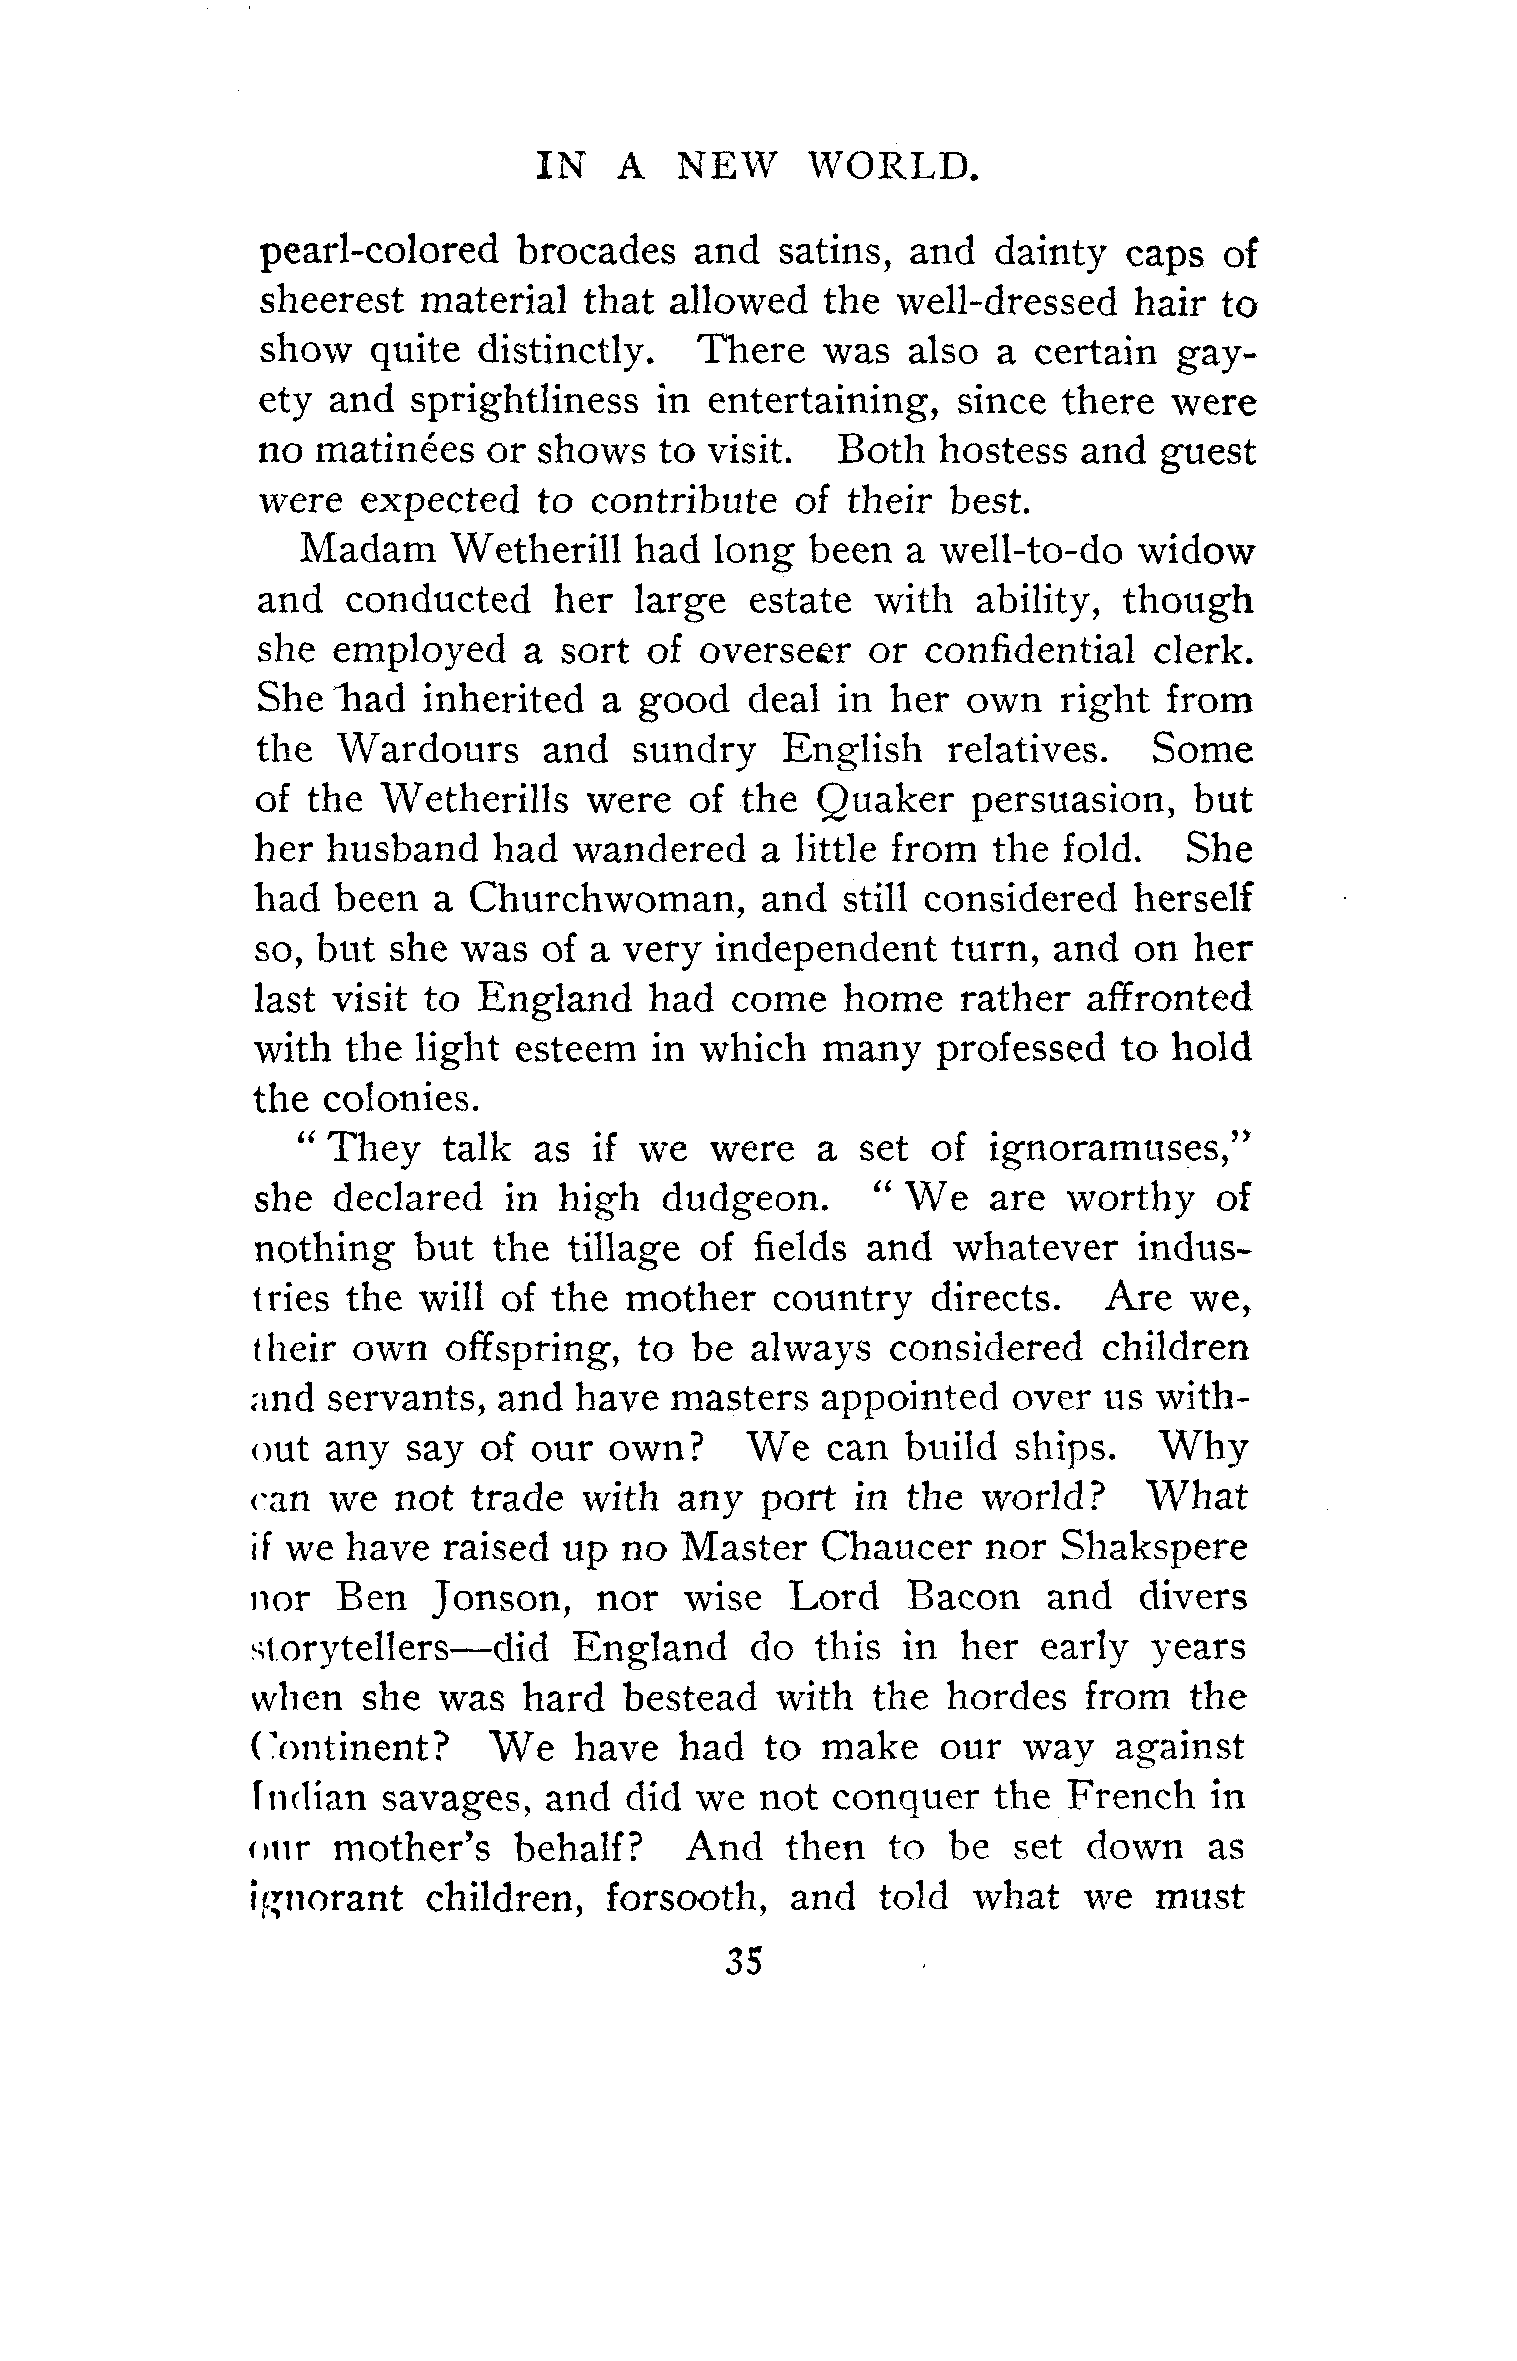 IN A NEW WORLD.
pearl-colored brocades and satins, and dainty caps of
sheerest material that allowed the well-dressed hair to
show quite distinctly. There was also a certain gay-
ety and sprightliness in entertaining, since there were
no matinées or shows to visit. Both hostess and guest
were expected to contribute of their best.
Madam Wetherill had long been a well-to-do widow
and conducted her large estate with ability, though
she employed a sort of overseer or confidential clerk.
She had inherited a good deal in her own right from
the Wardours and sundry English relatives. Some
of the Wetherills were of the Quaker persuasion, but
her husband had wandered a little from the fold. She
had been a Churchwoman, and still considered herself
so, but she was of a very independent turn, and on her
last visit to England had come home rather affronted
with the light esteem in which many professed to hold
the colonies.
" They talk as if we were a set of ignoramuses,"
she declared in high dudgeon. " We are worthy of
nothing but the tillage of fields and whatever indus-
tries the will of the mother country directs. Are we,
their own offspring, to be always considered children
and servants, and have masters appointed over us with-
out any say of our own? We can build ships. Why
can we not trade with any port in the world? What
if we have raised up no Master Chaucer nor Shakspere
nor Ben Jonson, nor wise Lord Bacon and divers
storytellers—did England do this in her early years
when she was hard bestead with the hordes from the
Continent? We have had to make our way against
Indian savages, and did we not conquer the French in
our mother's behalf? And then to be set down as
ignorant children, forsooth, and told what we must
35